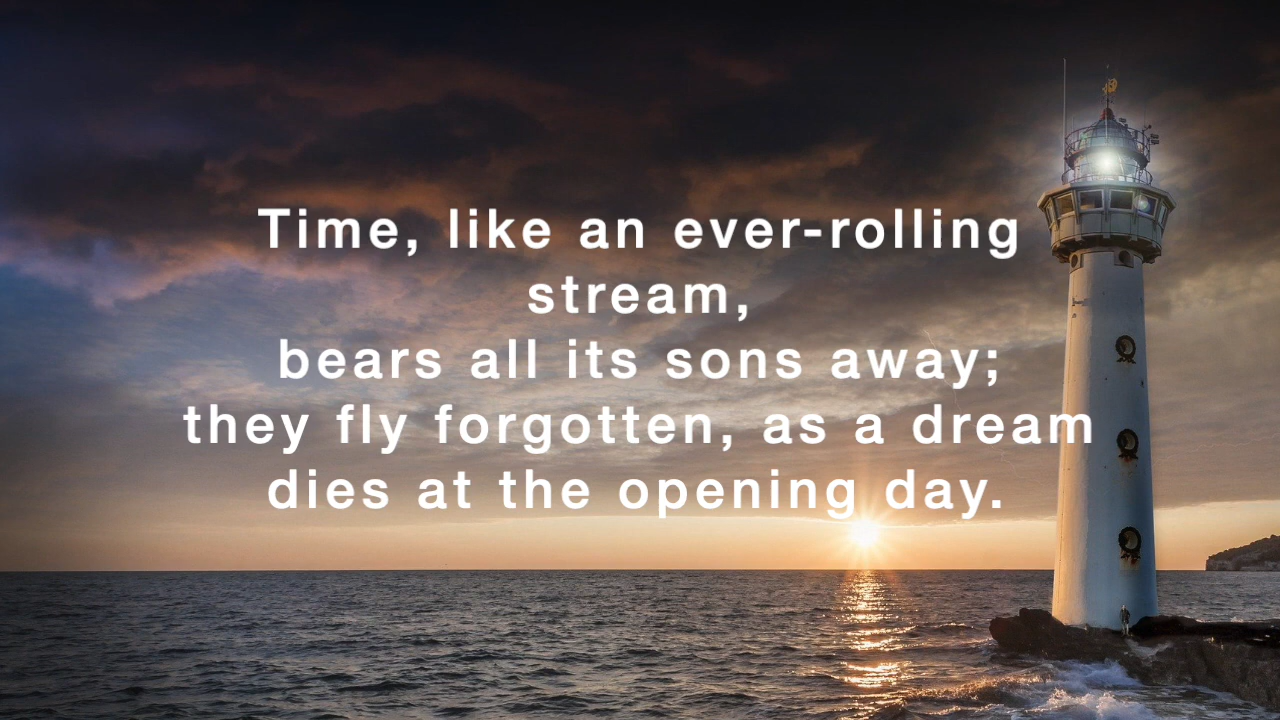 Time, like an ever-rolling
stream,
bears all its sons away;
they fly forgotten, as a dream
dies at the opening day.